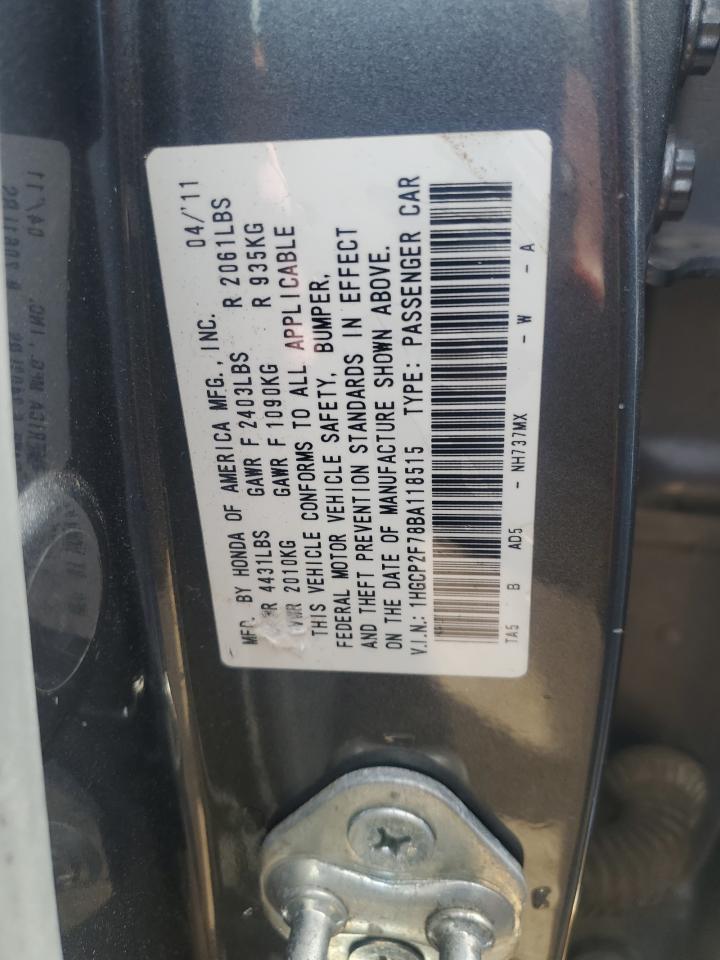 MFD. BY HONDA OF AMERICA MFG., INC. 04/'11
4431LBS GAWR F 2403LBS R 2061LBS
2010KG GAWR F 1090KG R 935KG
THIS VEHICLE CONFORMS TO ALL APPLICABLE
FEDERAL MOTOR VEHICLE SAFETY, BUMPER,
AND THEFT PREVENTION STANDARDS IN EFFECT
ON THE DATE OF MANUFACTURE SHOWN ABOVE.
V.I.N.: 1HGCP2F78BA118515 TYPE: PASSENGER CAR
TA5 B AD5 - NH737MX - W - A